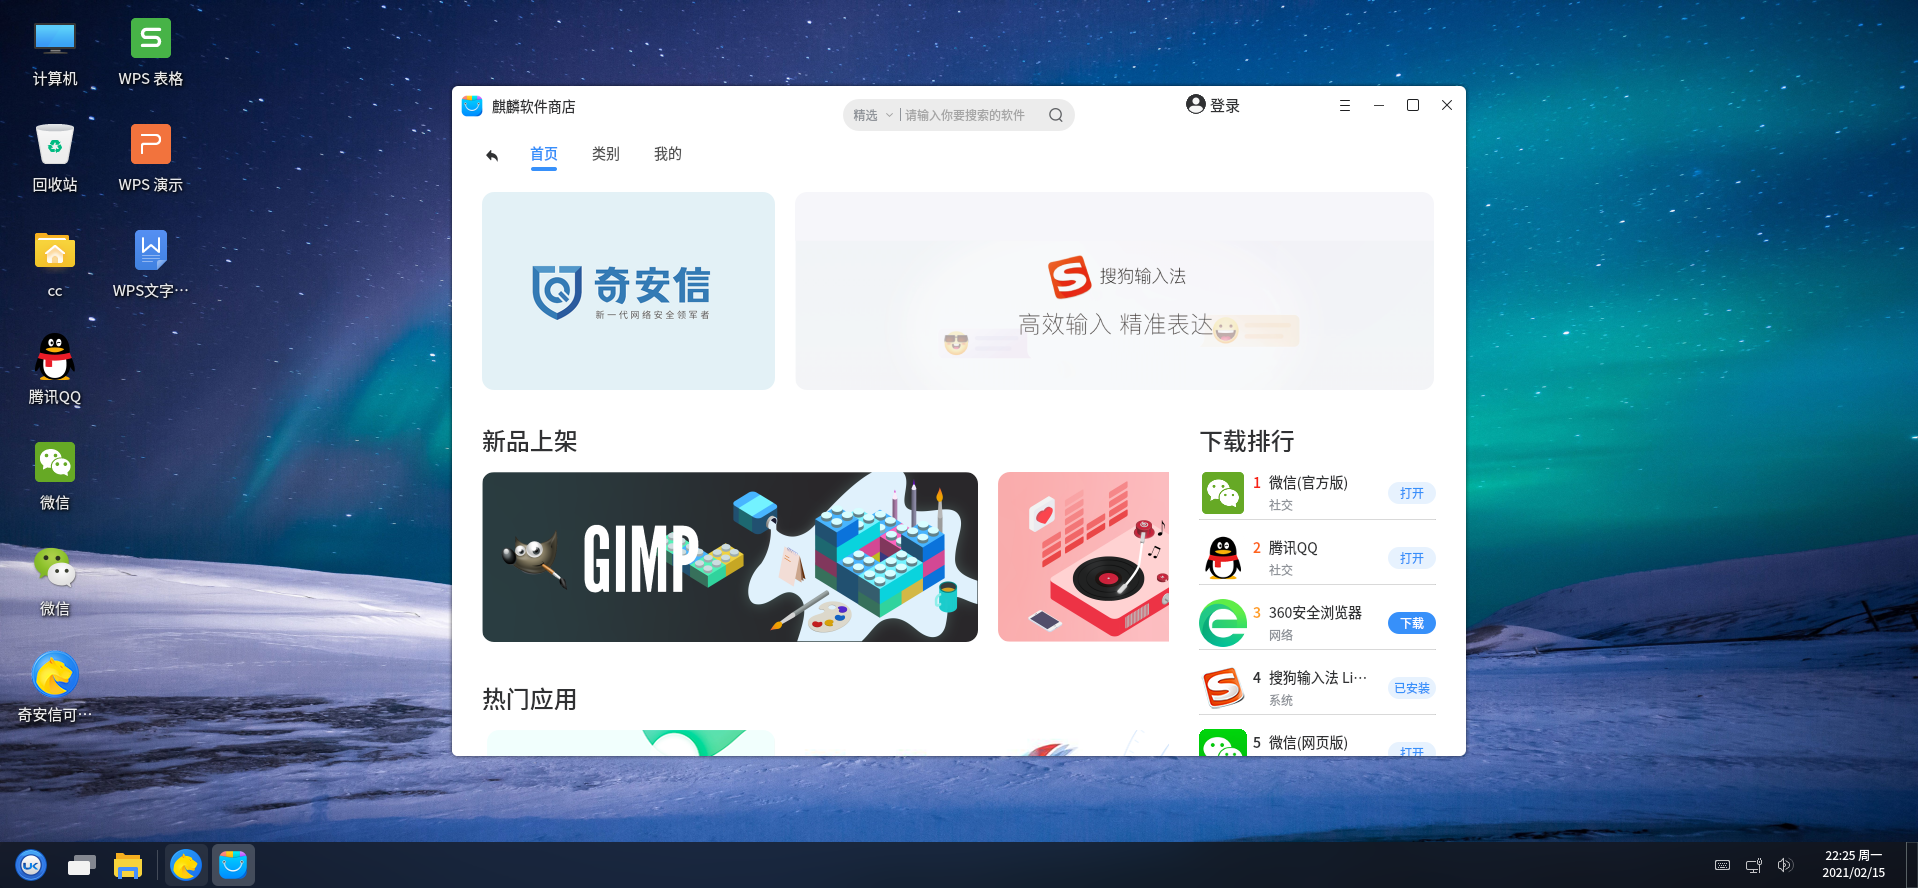 计算机
WPS 表格
回收站
WPS 演示
cc
WPS文字…
腾讯QQ
微信
微信
奇安信可…
麒麟软件商店
精选
请输入你要搜索的软件
登录
首页
类别
我的
奇安信
新一代网络安全领军者
搜狗输入法
高效输入 精准表达
新品上架
GIMP
热门应用
下载排行
1 微信(官方版)
社交
打开
2 腾讯QQ
社交
打开
3 360安全浏览器
网络
下载
4 搜狗输入法 Li…
系统
已安装
5 微信(网页版)
打开
UK
22:25 周一
2021/02/15